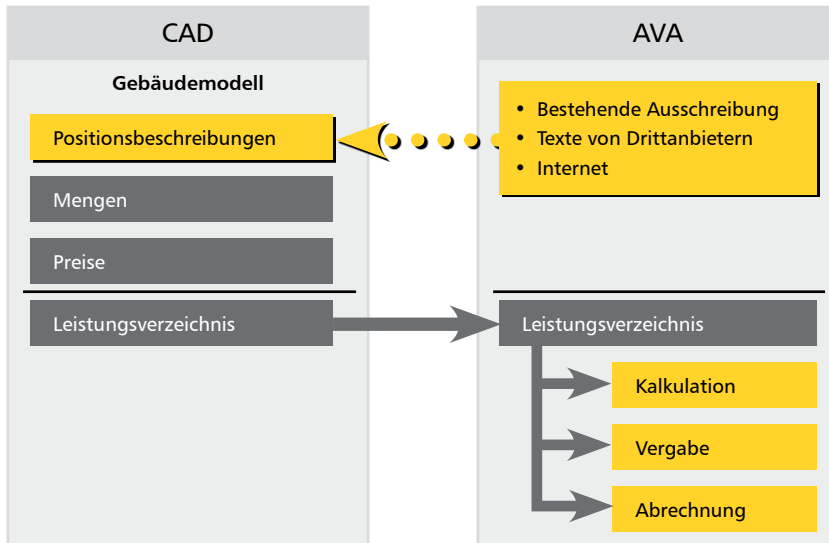 CAD
Gebäudemodell
Positionsbeschreibungen
Mengen
Preise
Leistungsverzeichnis
AVA
• Bestehende Ausschreibung
• Texte von Drittanbietern
• Internet
Leistungsverzeichnis
Kalkulation
Vergabe
Abrechnung